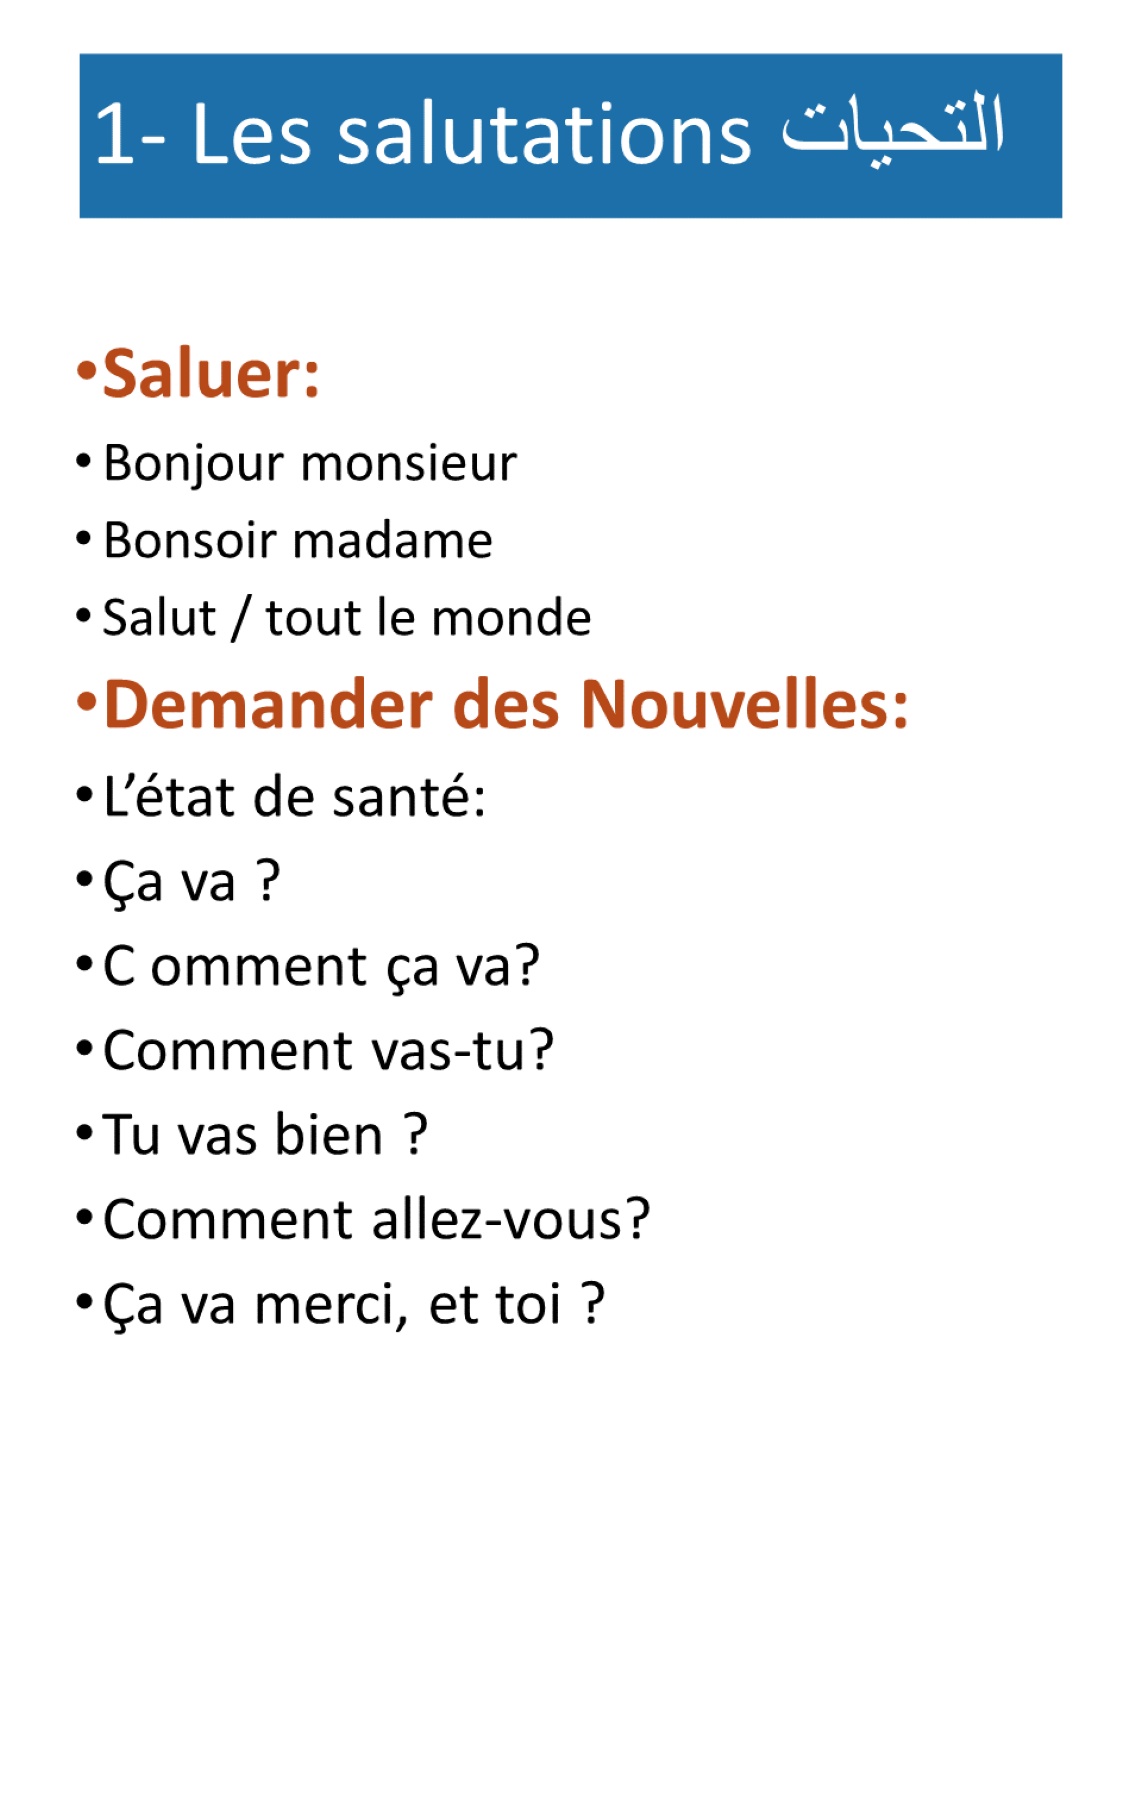 1- Les salutations التحيات
•Saluer:
• Bonjour monsieur
• Bonsoir madame
• Salut / tout le monde
•Demander des Nouvelles:
•L’état de santé:
•Ça va ?
•C omment ça va?
•Comment vas-tu?
•Tu vas bien ?
•Comment allez-vous?
•Ça va merci, et toi ?